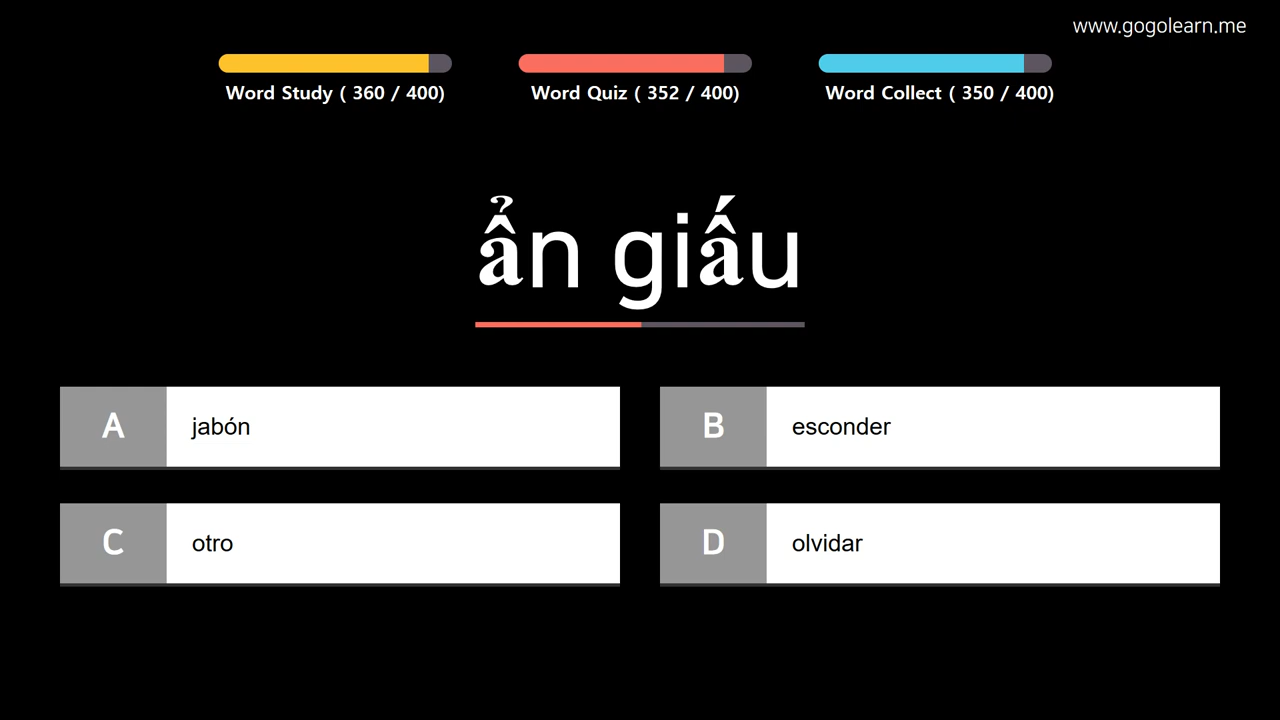 www.gogolearn.me
Word Study ( 360 / 400)
Word Quiz ( 352 / 400)
Word Collect ( 350 / 400)
ẩn giấu
A jabón
B esconder
C otro
D olvidar